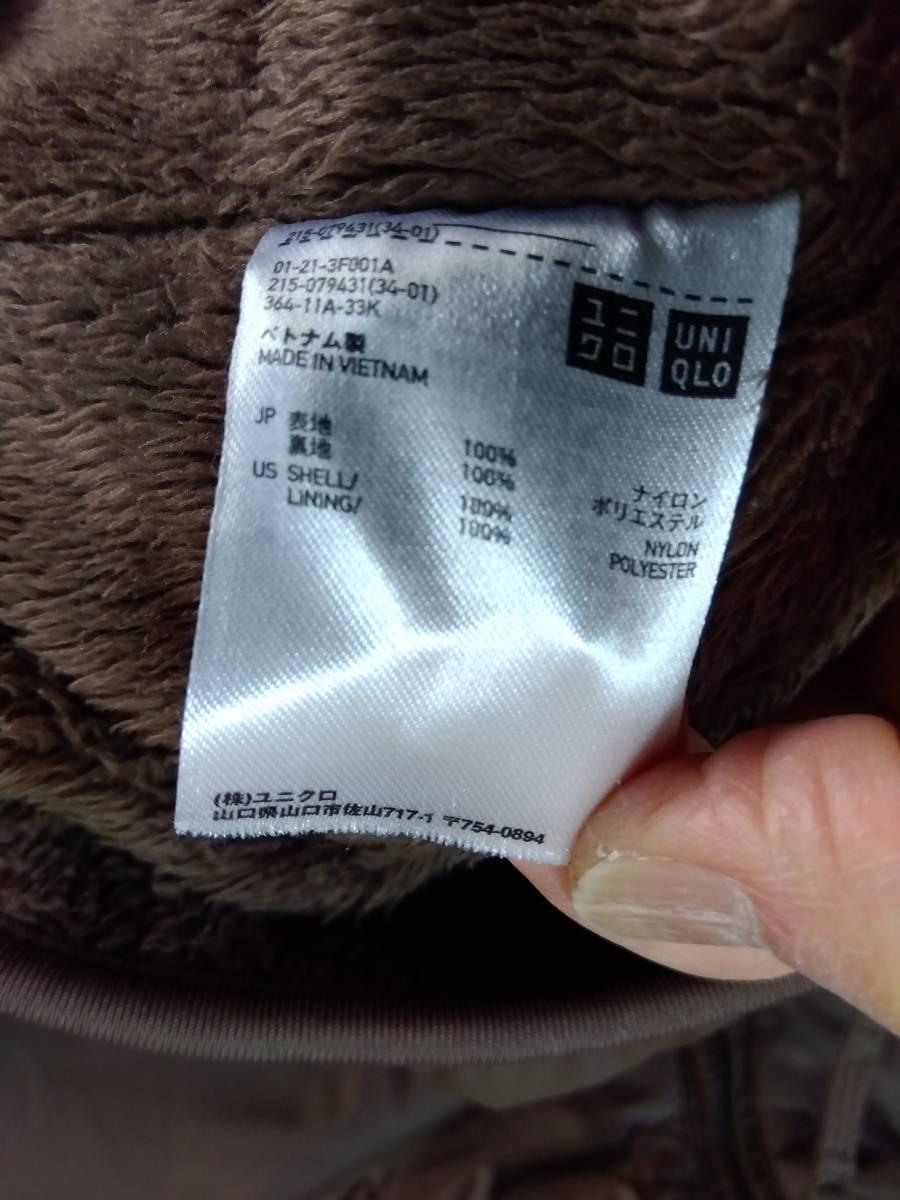 215-079431(34-01)
01-21-3F001A
215-079431(34-01)
364-11A-33K
ユニクロ
UNIQLO
ベトナム製
MADE IN VIETNAM
JP 表地 100% ナイロン
裏地 100% ポリエステル
US SHELL/ 100% NYLON
LINING/ 100% POLYESTER
(株)ユニクロ
山口県山口市佐山717-1 〒754-0894